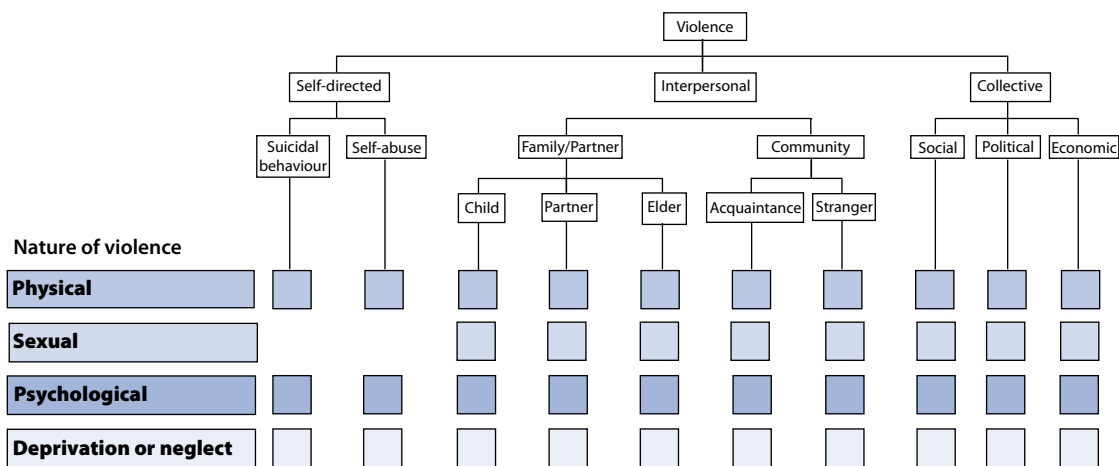 Violence
Self-directed
Interpersonal
Collective
Suicidal
behaviour
Self-abuse
Family/Partner
Community
Social
Political
Economic
Child
Partner
Elder
Acquaintance
Stranger
Nature of violence
Physical
Sexual
Psychological
Deprivation or neglect